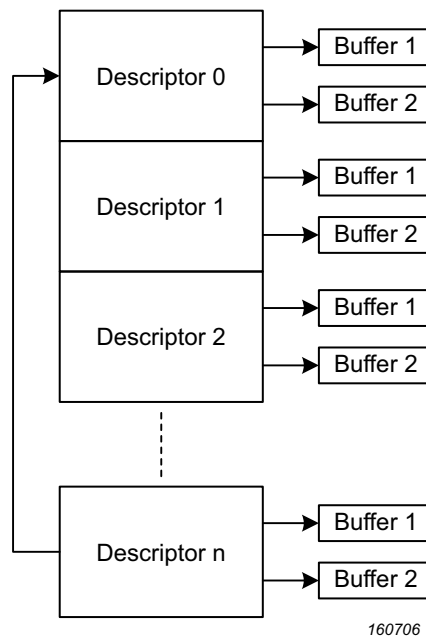 Descriptor 0
Buffer 1
Buffer 2
Descriptor 1
Buffer 1
Buffer 2
Descriptor 2
Buffer 1
Buffer 2
Descriptor n
Buffer 1
Buffer 2
160706